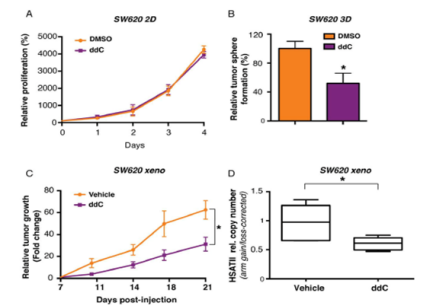 A
SW620 2D
DMSO
ddC
Relative proliferation (%)
5000
4000
3000
2000
1000
0
0 1 2 3 4
Days
B
SW620 3D
DMSO
ddC
Relative tumor sphere
formation (%)
150
100
50
0
*
C
SW620 xeno
Vehicle
ddC
Relative tumor growth
(Fold change)
80
60
40
20
0
*
7 11 14 18 21
Days post-injection
D
SW620 xeno
HSATII rel. copy number
(arm gain/loss-corrected)
1.5
1
0.5
0
*
Vehicle ddC